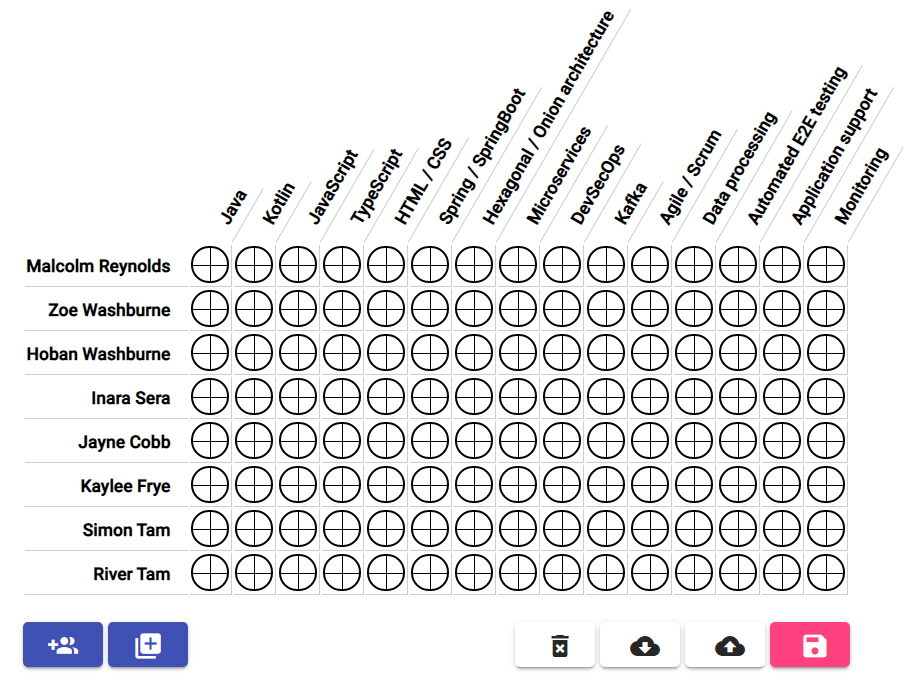 Java
Kotlin
JavaScript
TypeScript
HTML / CSS
Spring / SpringBoot
Hexagonal / Onion architecture
Microservices
DevSecOps
Kafka
Agile / Scrum
Data processing
Automated E2E testing
Application support
Monitoring
Malcolm Reynolds
Zoe Washburne
Hoban Washburne
Inara Sera
Jayne Cobb
Kaylee Frye
Simon Tam
River Tam